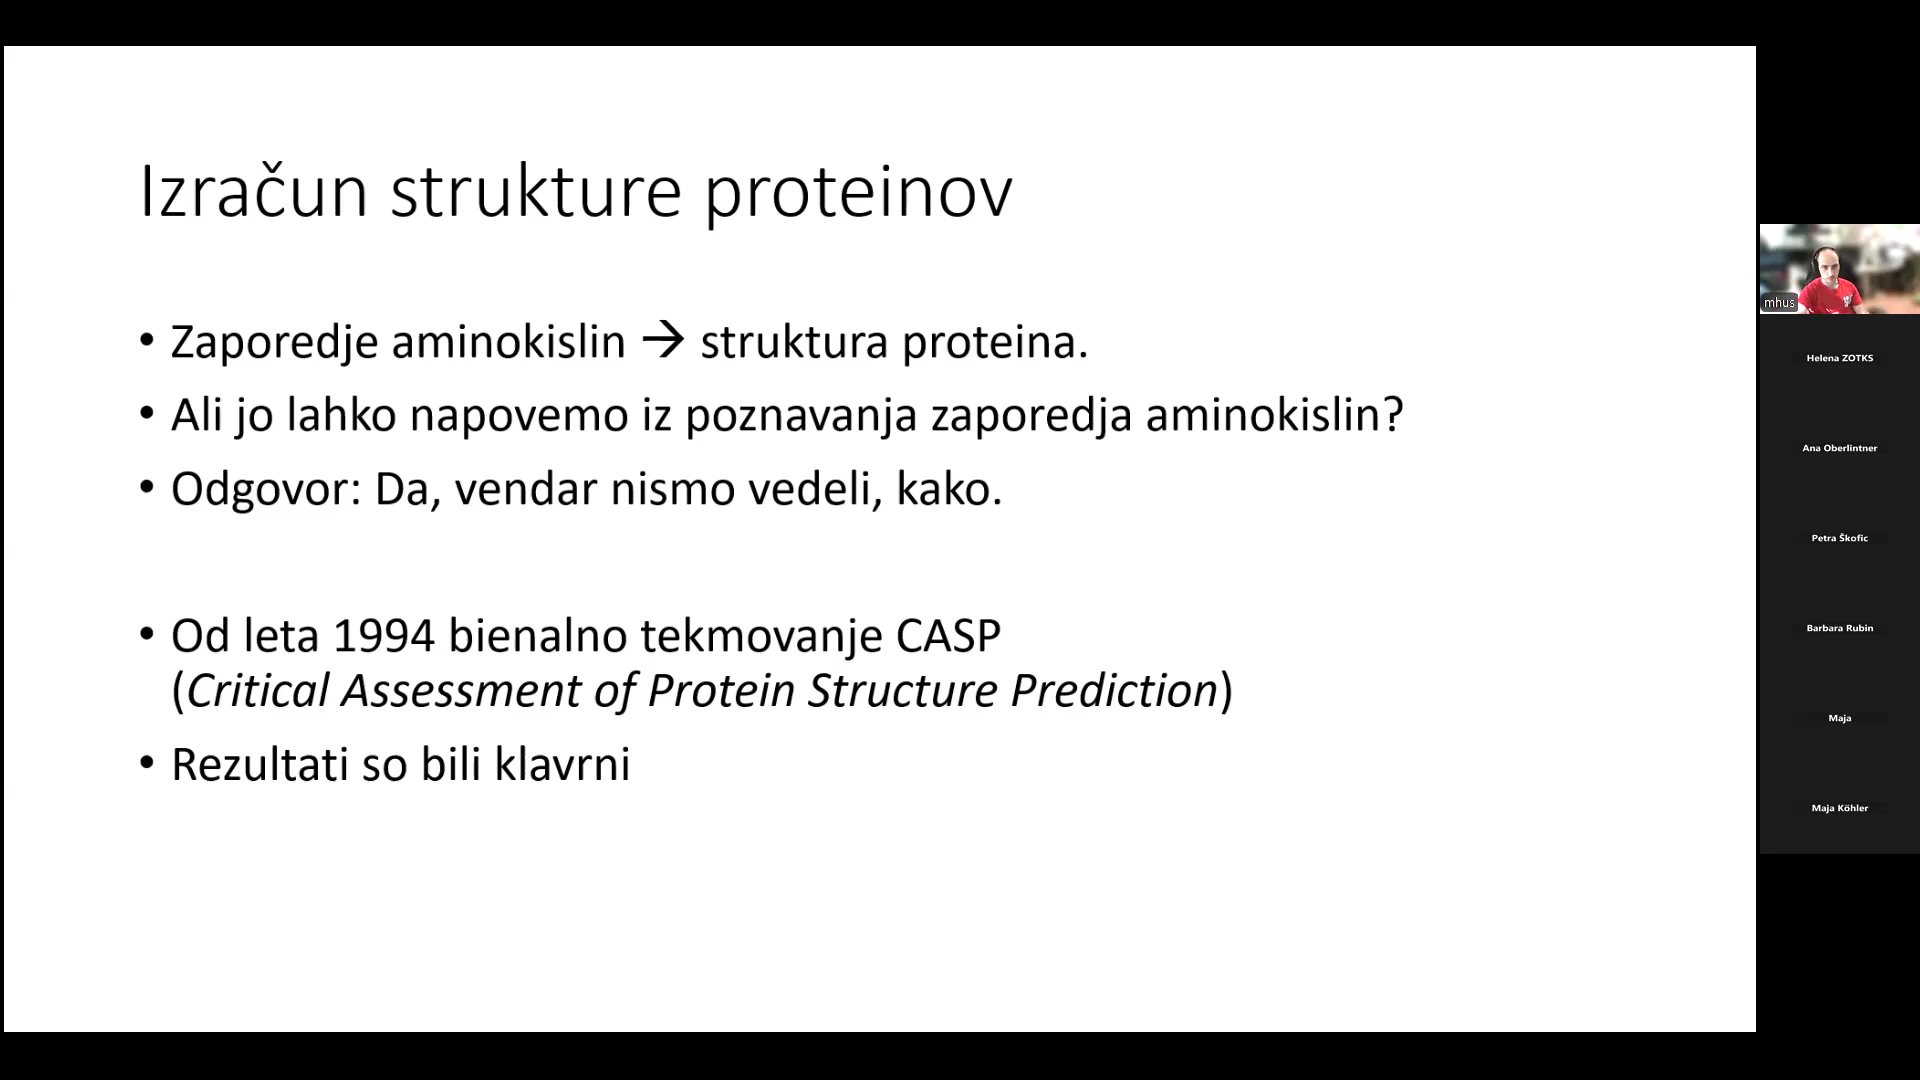 Izračun strukture proteinov
• Zaporedje aminokislin → struktura proteina.
• Ali jo lahko napovemo iz poznavanja zaporedja aminokislin?
• Odgovor: Da, vendar nismo vedeli, kako.
• Od leta 1994 bienalno tekmovanje CASP
(Critical Assessment of Protein Structure Prediction)
• Rezultati so bili klavrni
mhus
Helena ZOTKS
Ana Oberlintner
Petra Škofic
Barbara Rubin
Maja
Maja Köhler